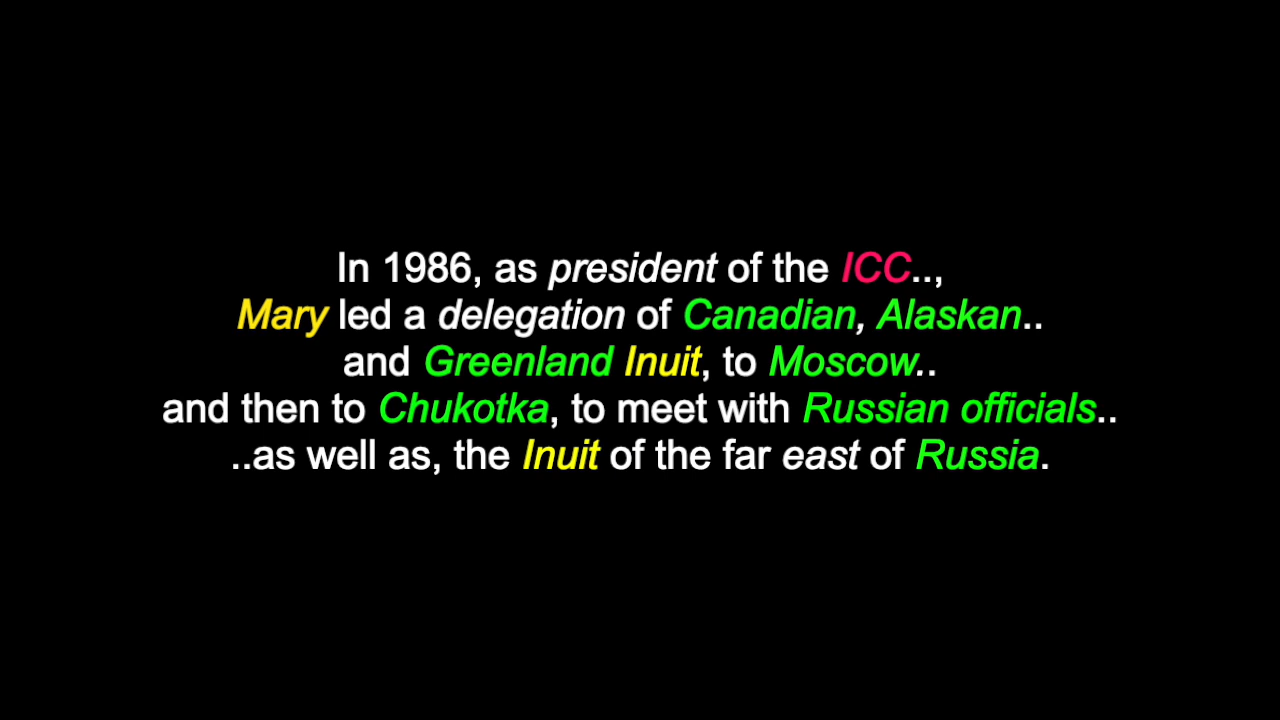 In 1986, as president of the ICC..,
Mary led a delegation of Canadian, Alaskan..
and Greenland Inuit, to Moscow..
and then to Chukotka, to meet with Russian officials..
..as well as, the Inuit of the far east of Russia.